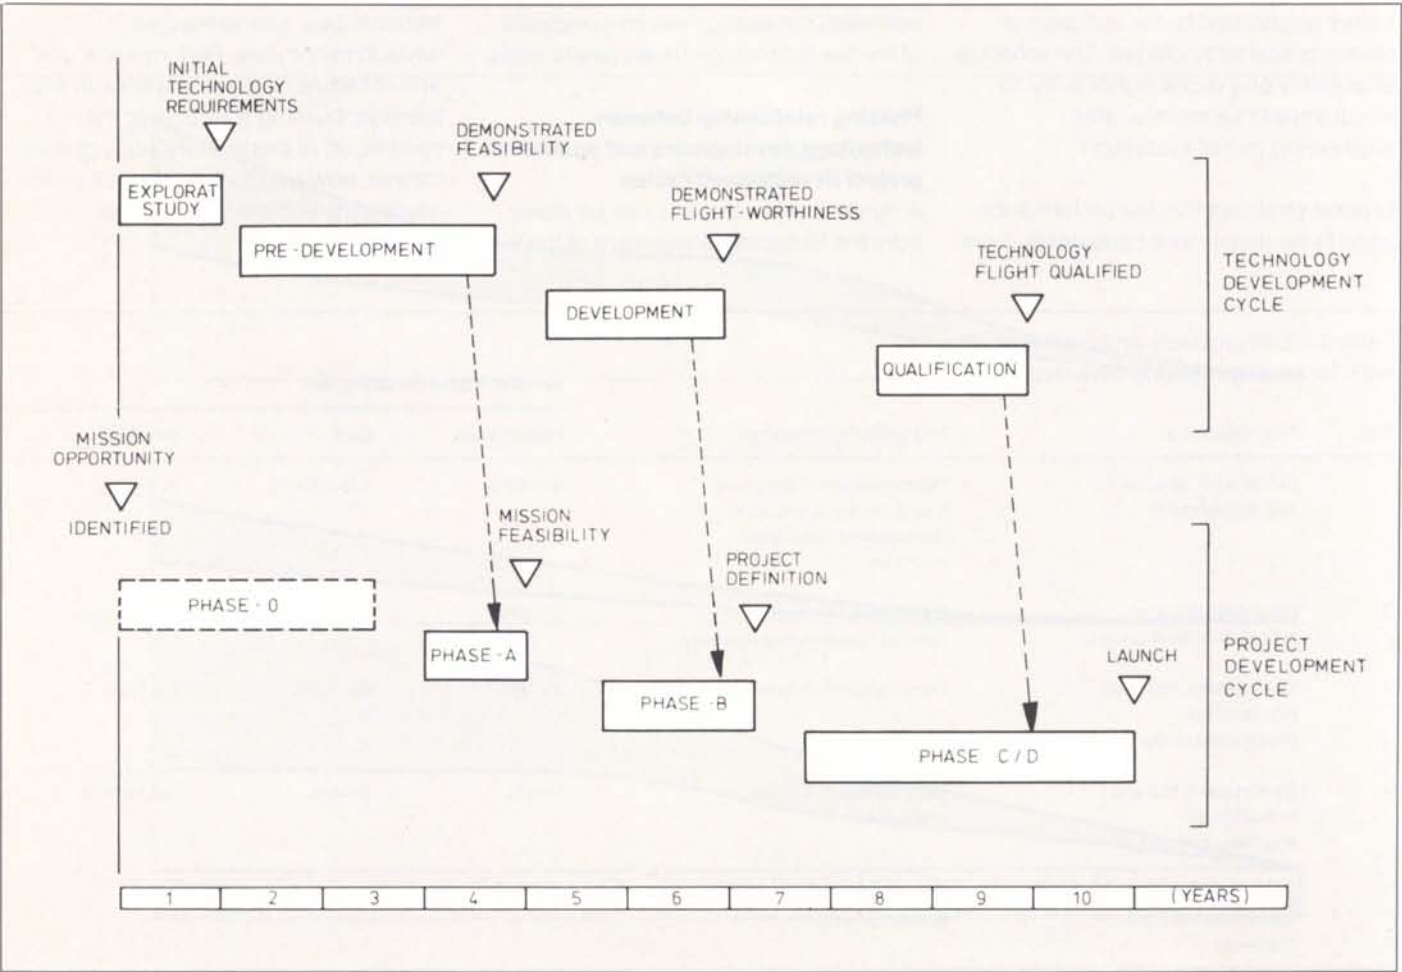 INITIAL
TECHNOLOGY
REQUIREMENTS
EXPLORAT
STUDY
DEMONSTRATED
FEASIBILITY
PRE-DEVELOPMENT
DEMONSTRATED
FLIGHT-WORTHINESS
DEVELOPMENT
TECHNOLOGY
FLIGHT QUALIFIED
QUALIFICATION
TECHNOLOGY
DEVELOPMENT
CYCLE
MISSION
OPPORTUNITY
IDENTIFIED
PHASE-0
MISSION
FEASIBILITY
PHASE-A
PROJECT
DEFINITION
PHASE-B
LAUNCH
PHASE C/D
PROJECT
DEVELOPMENT
CYCLE
1 2 3 4 5 6 7 8 9 10 (YEARS)